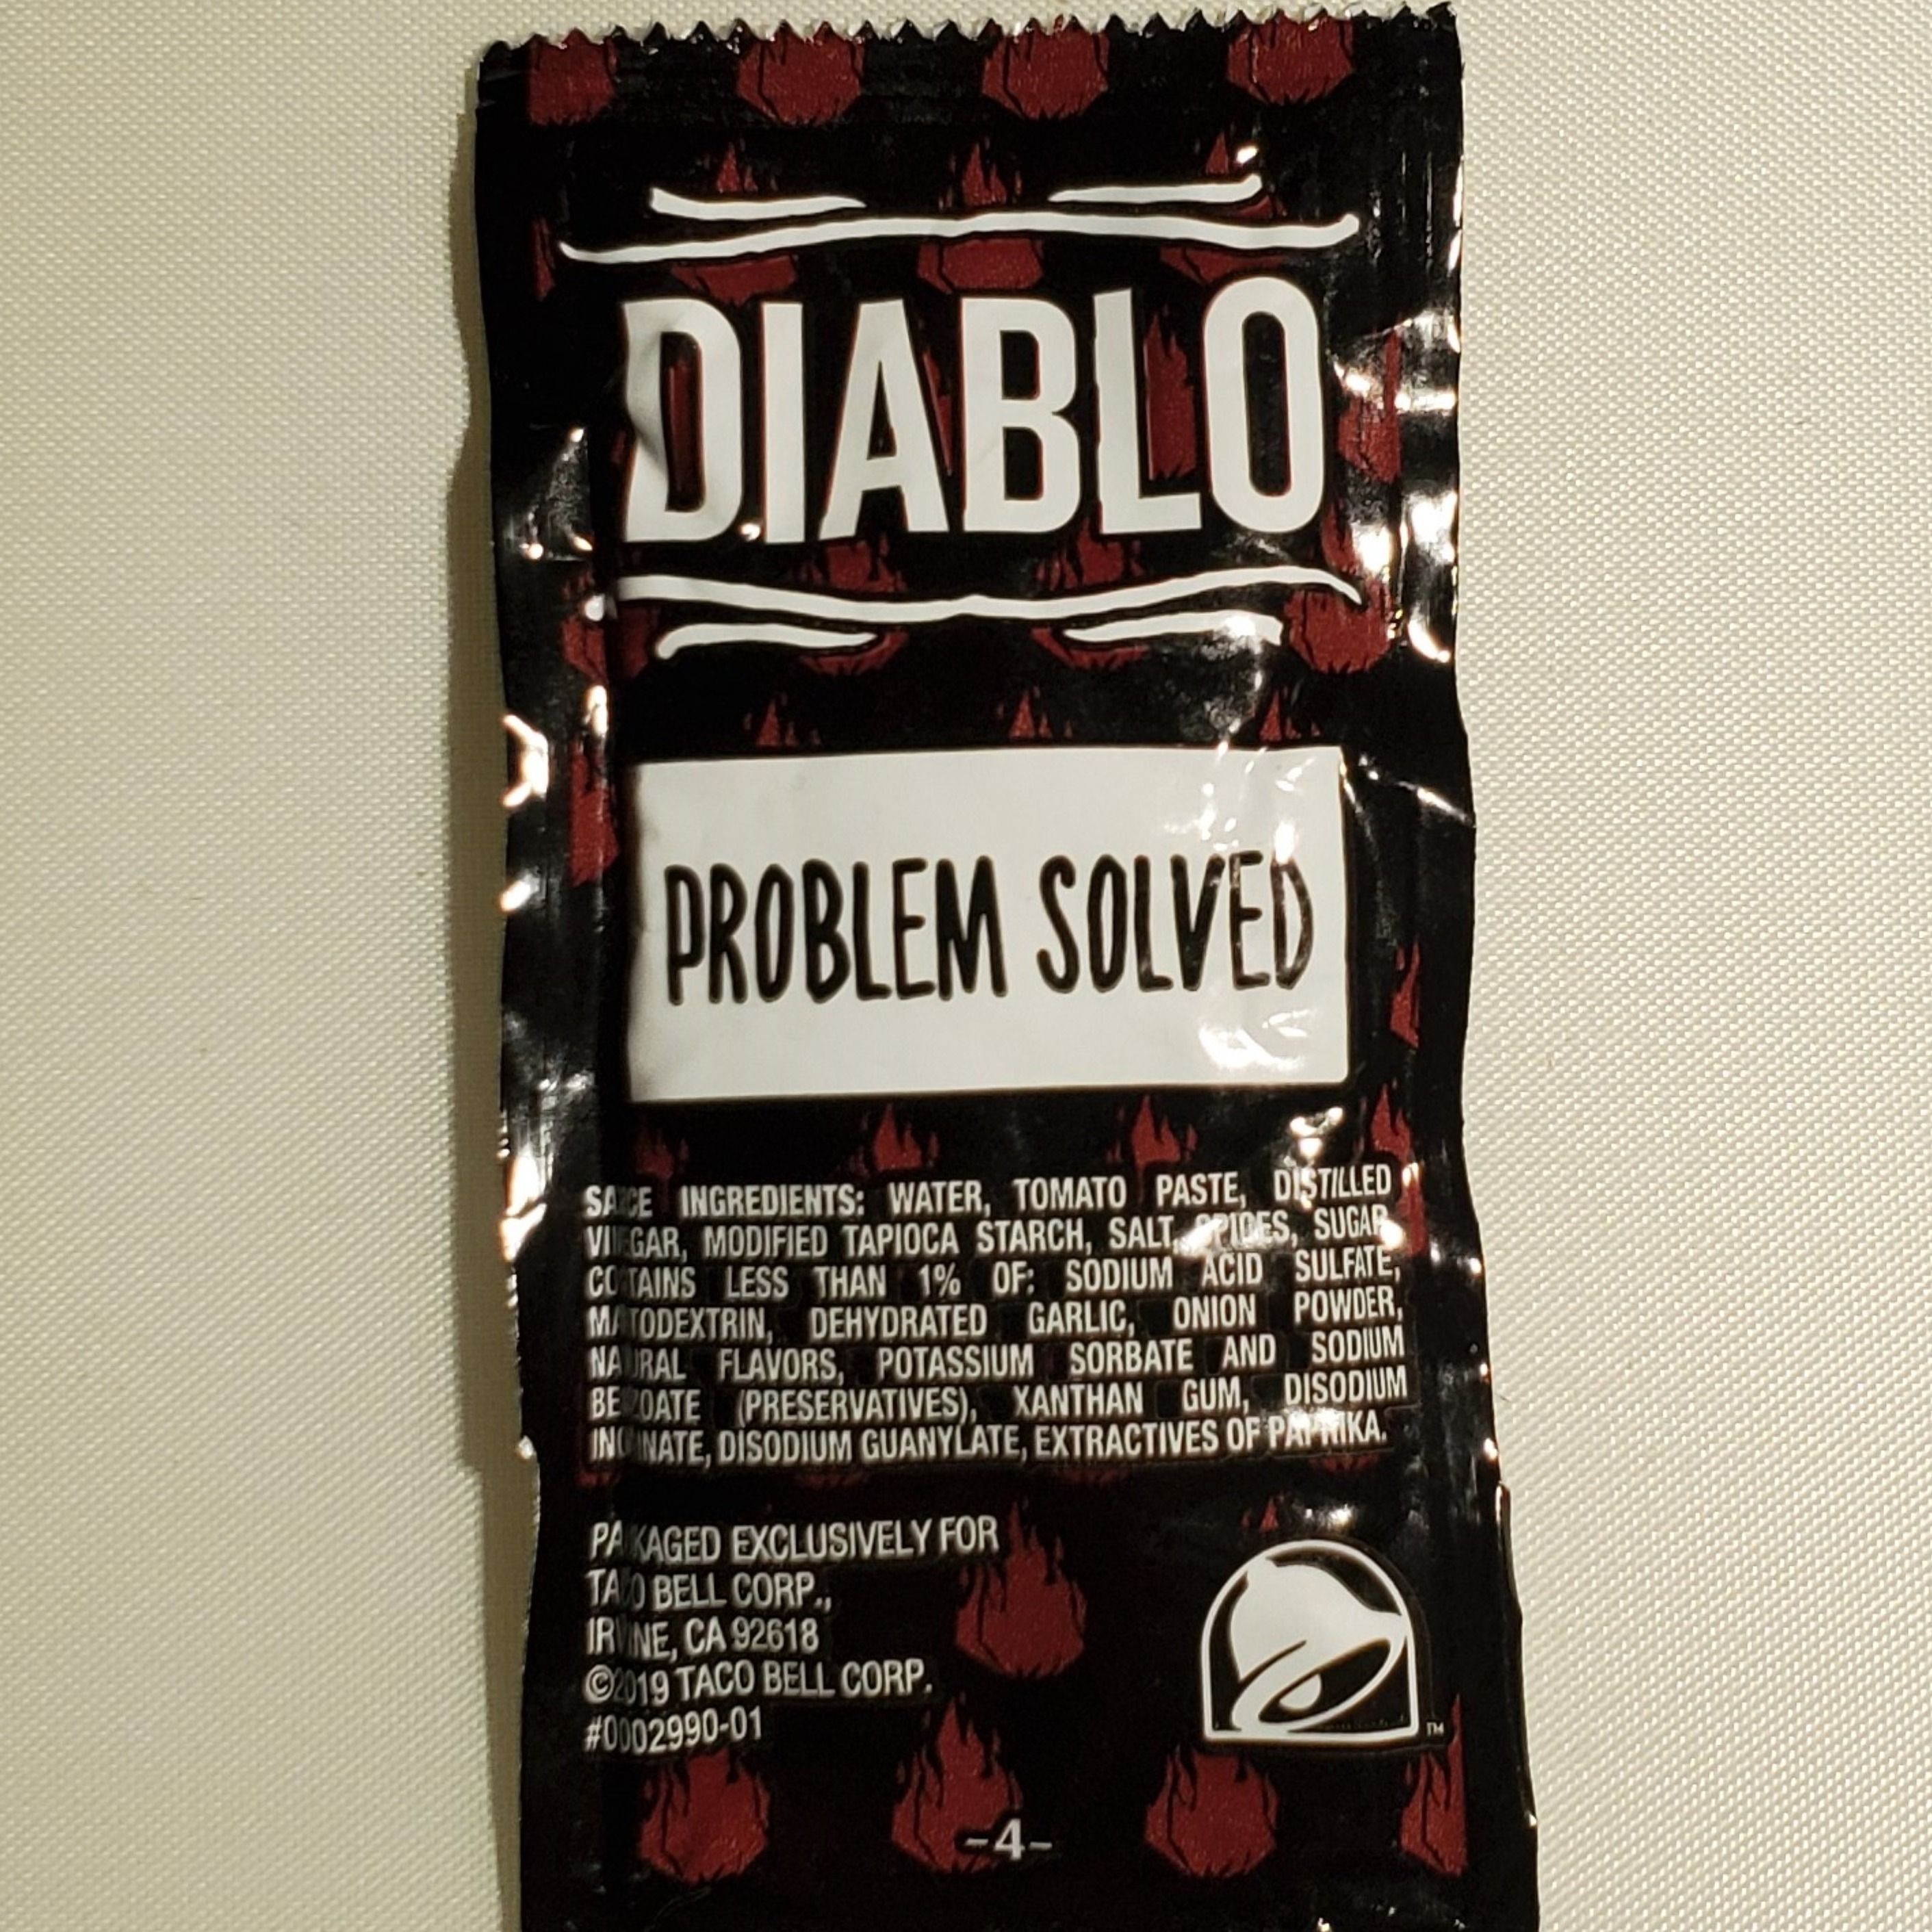 DIABLO
PROBLEM SOLVED
SAUCE INGREDIENTS: WATER, TOMATO PASTE, DISTILLED
VINEGAR, MODIFIED TAPIOCA STARCH, SALT, SPICES, SUGAR,
CONTAINS LESS THAN 1% OF: SODIUM ACID SULFATE,
MALTODEXTRIN, DEHYDRATED GARLIC, ONION POWDER,
NATURAL FLAVORS, POTASSIUM SORBATE AND SODIUM
BENZOATE (PRESERVATIVES), XANTHAN GUM, DISODIUM
INOSINATE, DISODIUM GUANYLATE, EXTRACTIVES OF PAPRIKA.
PACKAGED EXCLUSIVELY FOR
TACO BELL CORP.,
IRVINE, CA 92618
©2019 TACO BELL CORP.
#0002990-01
TM
-4-